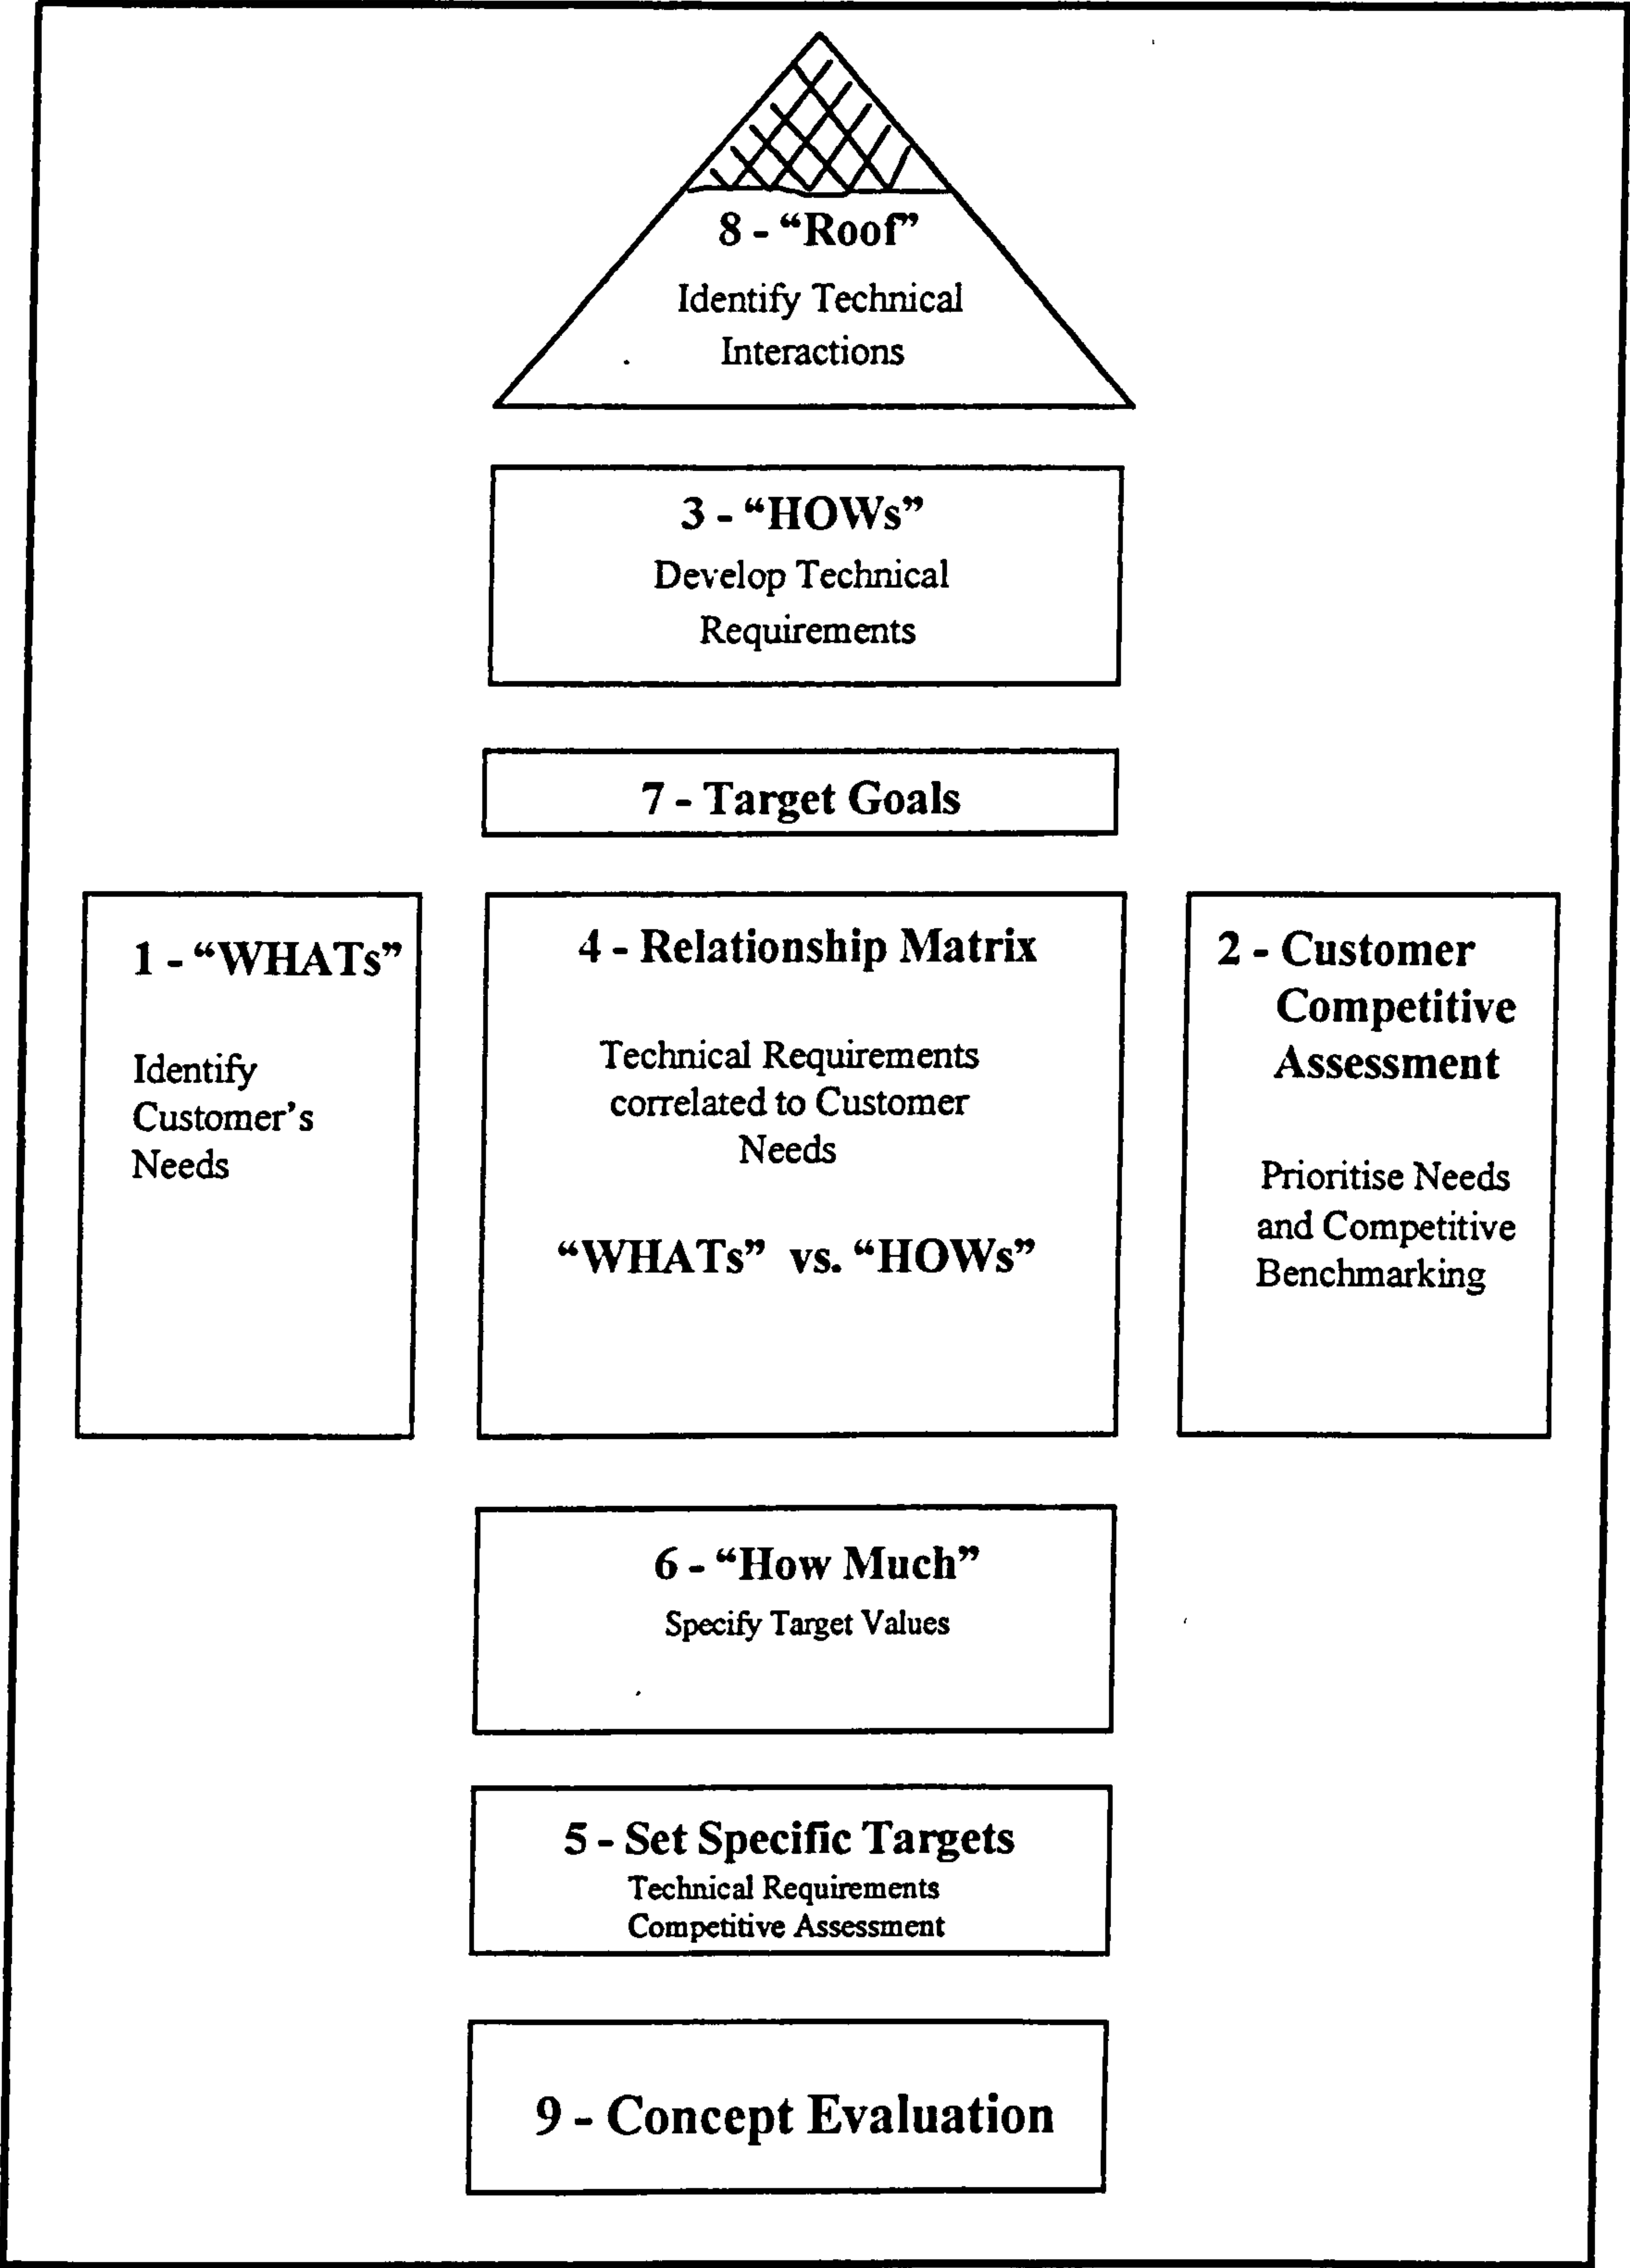 8 - “Roof”
Identify Technical
Interactions
3 - “HOWs”
Develop Technical
Requirements
7 - Target Goals
1 - “WHATs”
Identify
Customer’s
Needs
4 - Relationship Matrix
Technical Requirements
correlated to Customer
Needs
“WHATs” vs. “HOWs”
2 - Customer
Competitive
Assessment
Prioritise Needs
and Competitive
Benchmarking
6 - “How Much”
Specify Target Values
5 - Set Specific Targets
Technical Requirements
Competitive Assessment
9 - Concept Evaluation